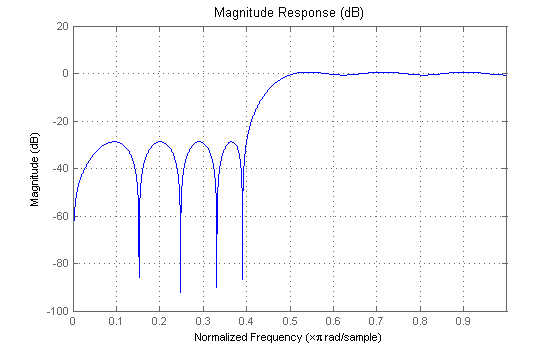 Magnitude Response (dB)
20
0
-20
-40
-60
-80
-100
Magnitude (dB)
0 0.1 0.2 0.3 0.4 0.5 0.6 0.7 0.8 0.9
Normalized Frequency (×π rad/sample)